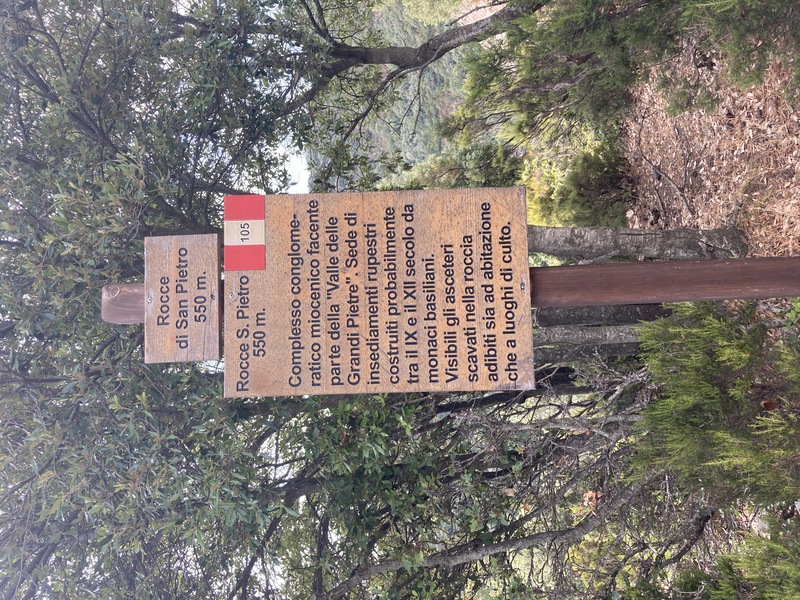 Rocce
di San Pietro
550 m.
105
Rocce S. Pietro
550 m.
Complesso conglome-
ratico miocenico facente
parte della "Valle delle
Grandi Pietre". Sede di
insediamenti rupestri
costruiti probabilmente
tra il IX e il XII secolo da
monaci basiliani.
Visibili gli asceteri
scavati nella roccia
adibiti sia ad abitazione
che a luoghi di culto.